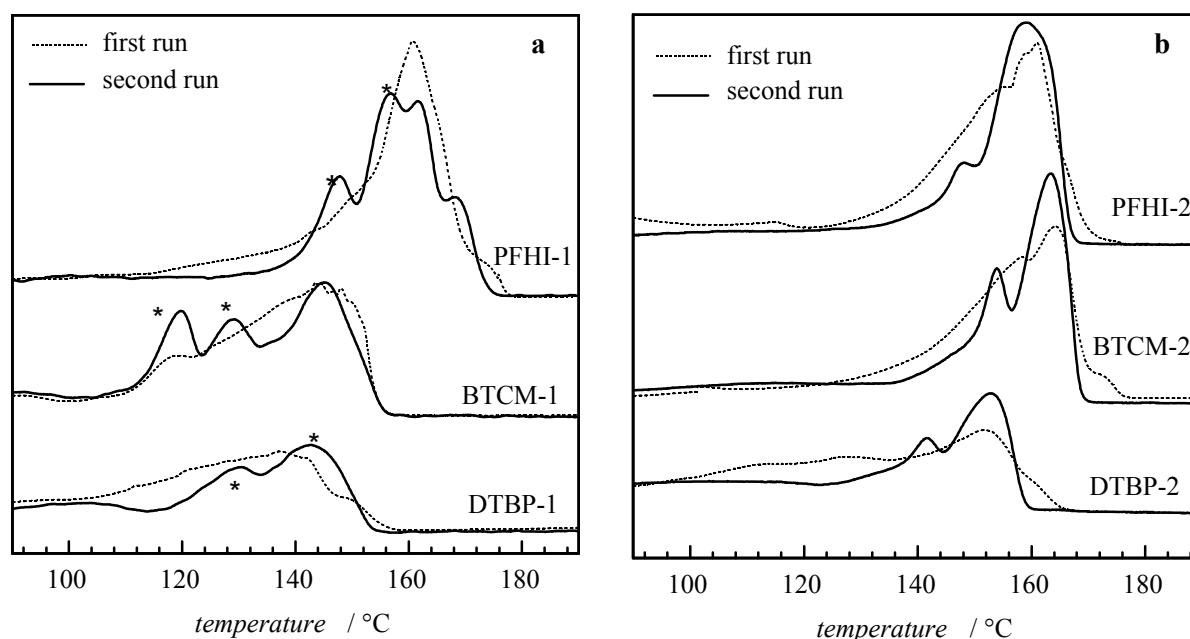 first run
a
second run
*
*
PFHI-1
*
*
BTCM-1
*
*
DTBP-1
100 120 140 160 180
temperature / °C
first run
b
second run
PFHI-2
BTCM-2
DTBP-2
100 120 140 160 180
temperature / °C